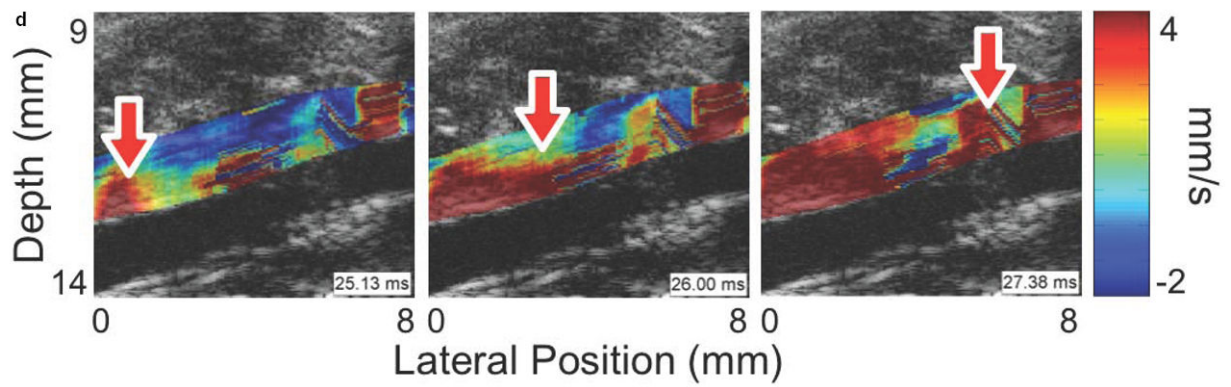 d
9
Depth (mm)
14
25.13 ms
26.00 ms
27.38 ms
0
8
0
8
0
8
Lateral Position (mm)
4
mm/s
-2